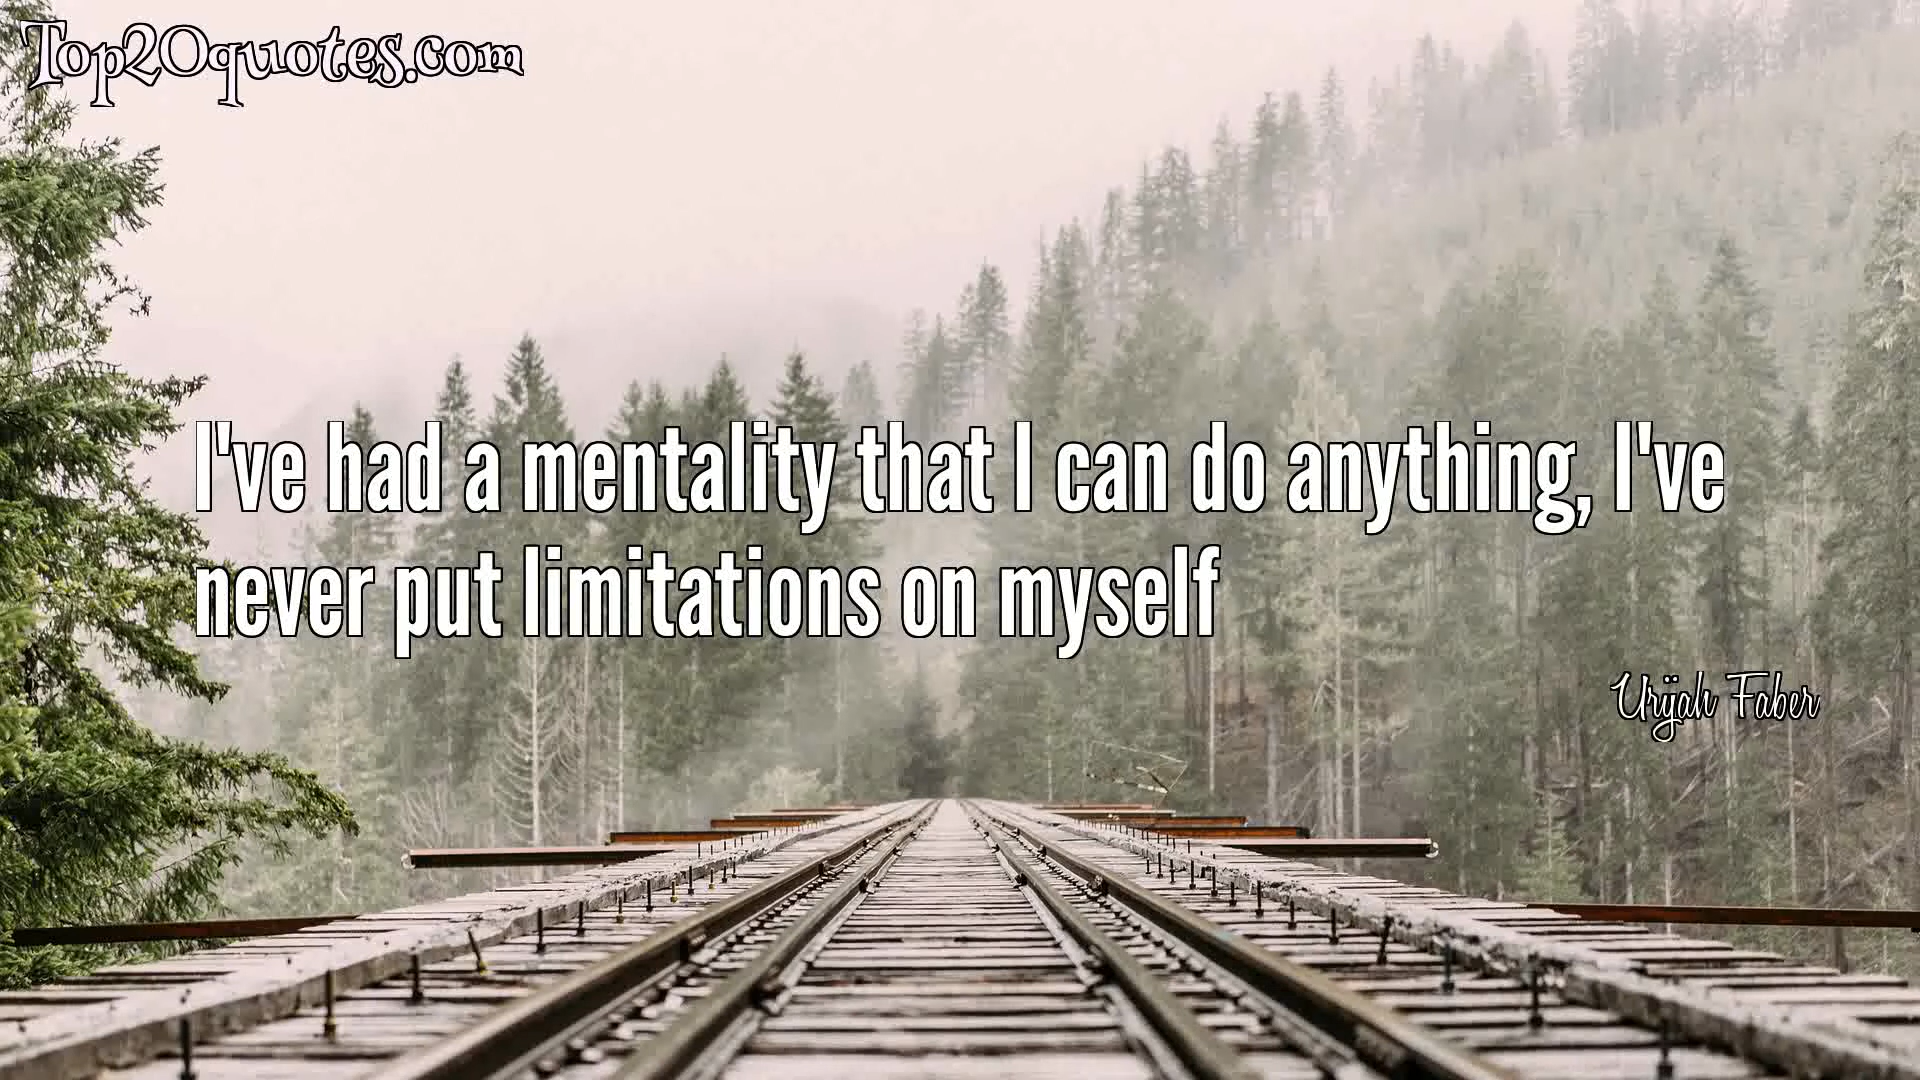 Top20quotes.com
I've had a mentality that I can do anything, I've
never put limitations on myself
Urijah Faber